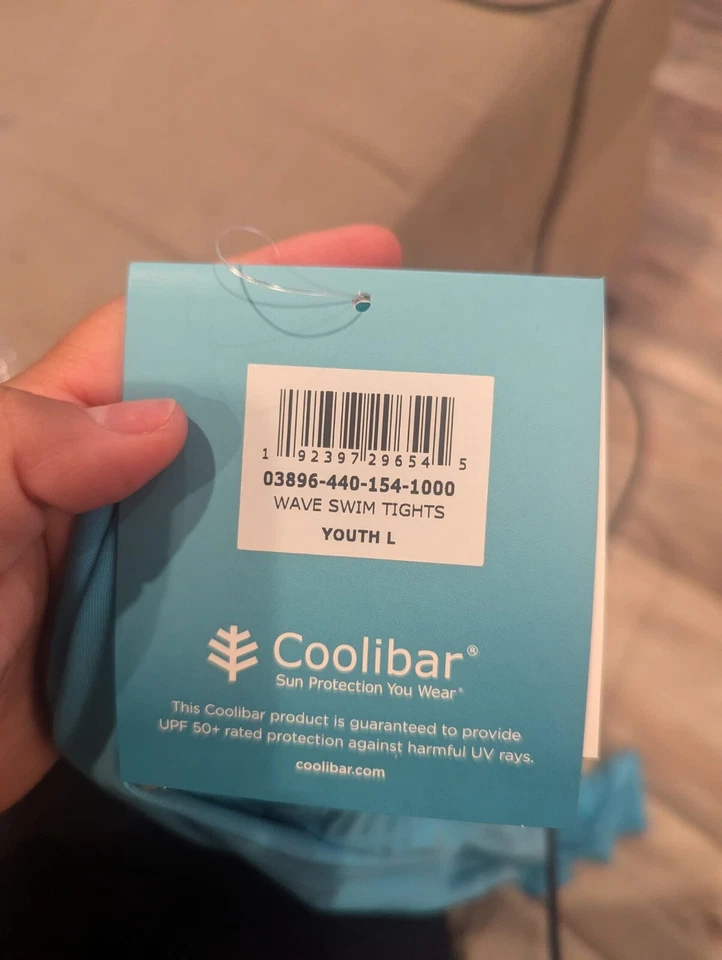 1 92397 29654 5
03896-440-154-1000
WAVE SWIM TIGHTS
YOUTH L
Coolibar®
Sun Protection You Wear®
This Coolibar product is guaranteed to provide
UPF 50+ rated protection against harmful UV rays.
coolibar.com